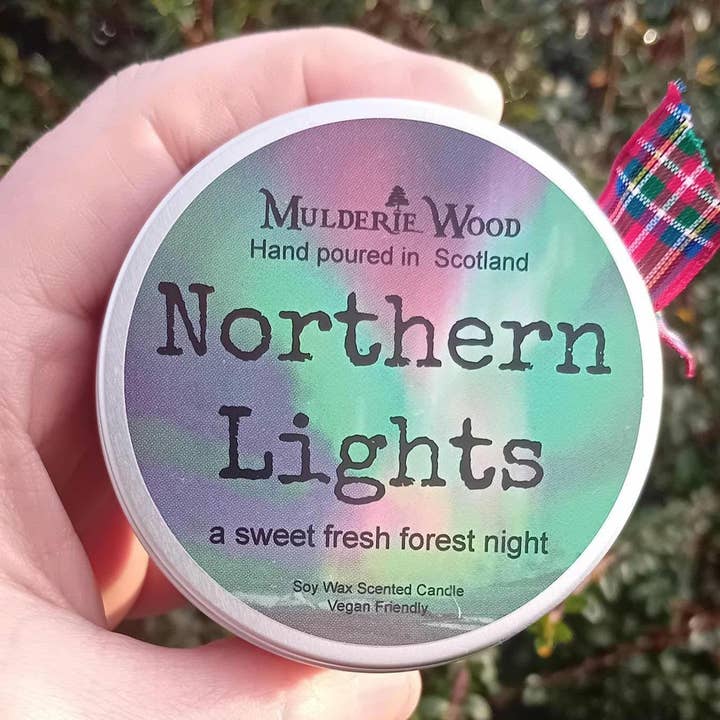 Mulderie Wood
Hand poured in Scotland
Northern
Lights
a sweet fresh forest night
Soy Wax Scented Candle
Vegan Friendly